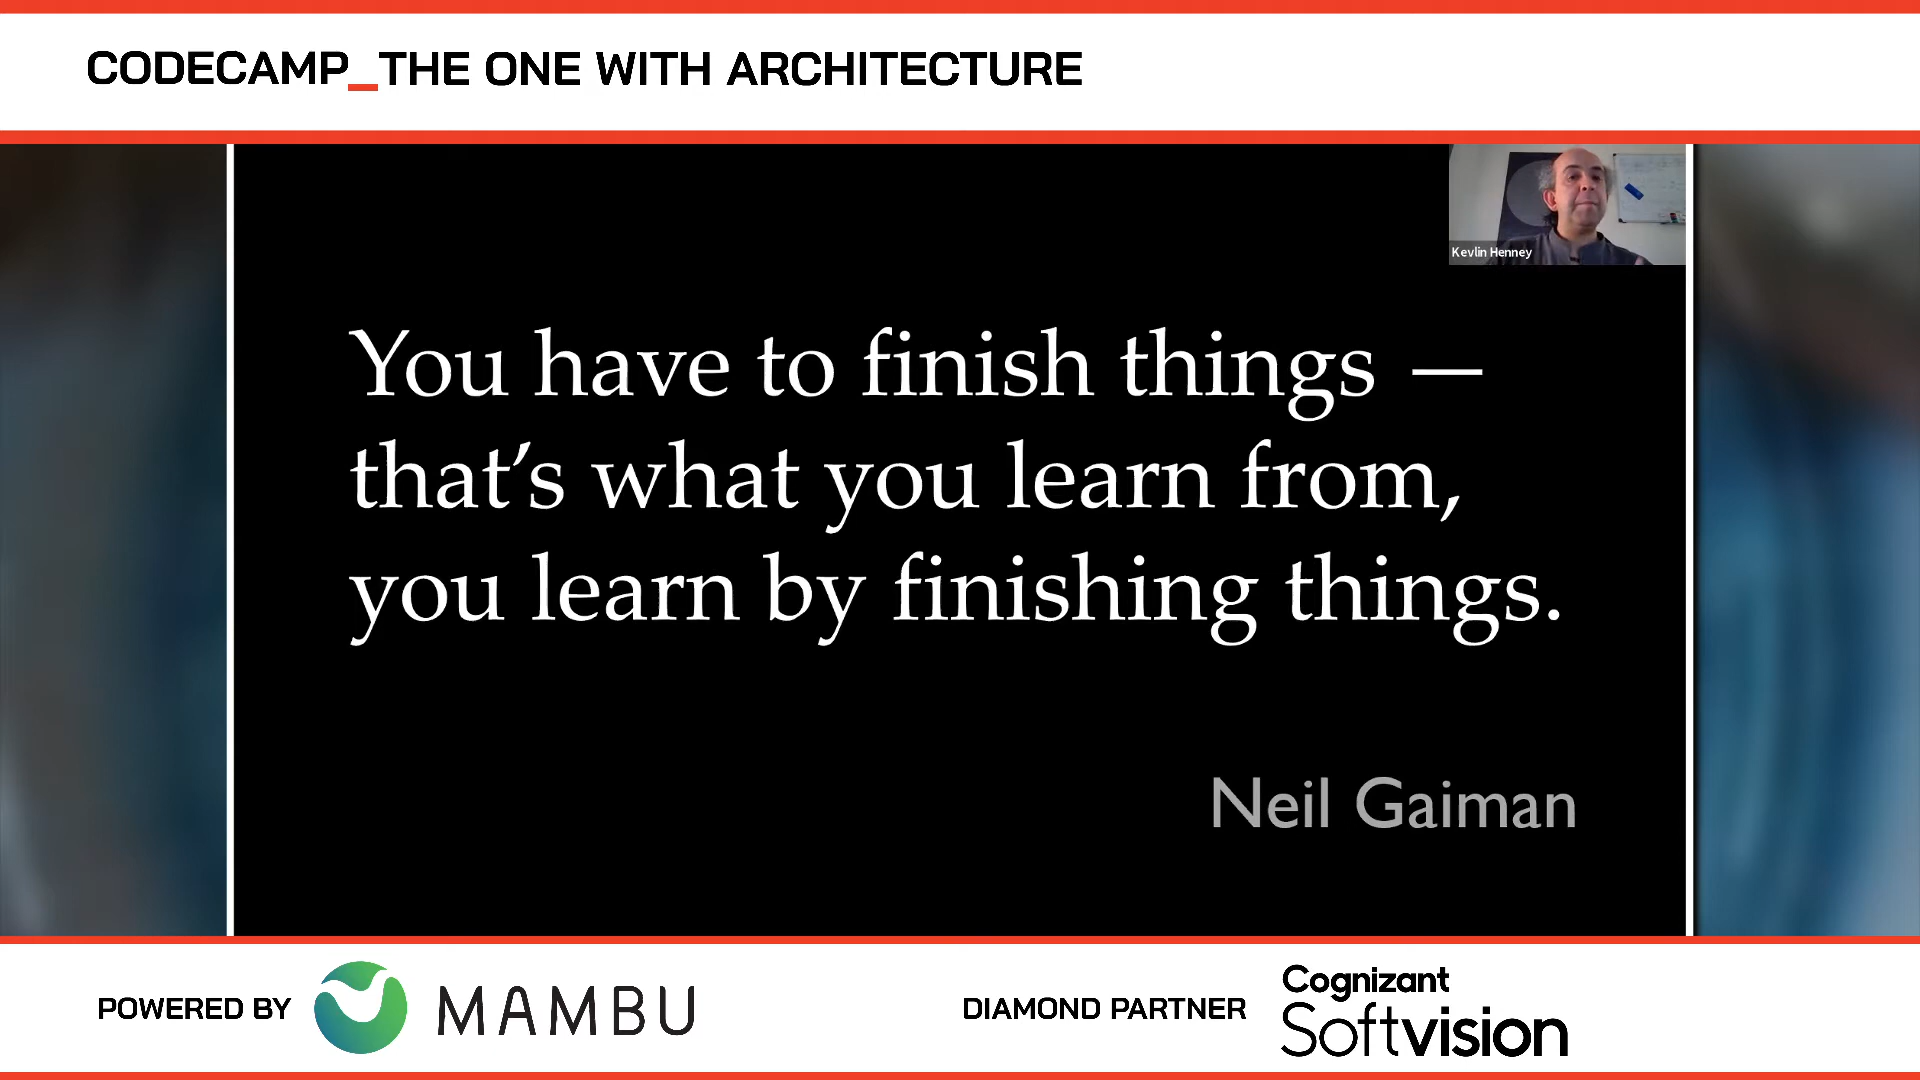 CODECAMP_THE ONE WITH ARCHITECTURE
Kevlin Henney
You have to finish things —
that’s what you learn from,
you learn by finishing things.
Neil Gaiman
POWERED BY MAMBU
DIAMOND PARTNER Cognizant
Softvision